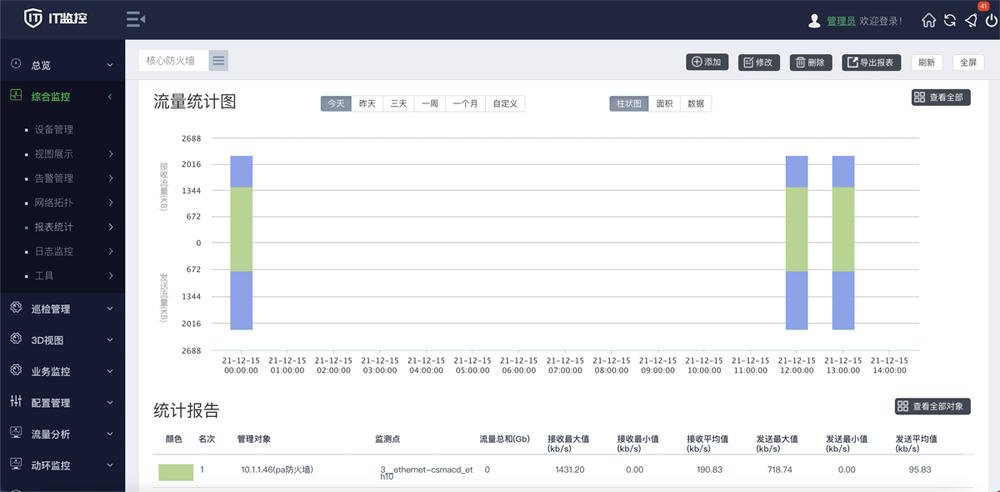 IT监控
管理员 欢迎登录!
41
总览
综合监控
设备管理
视图展示
告警管理
网络拓扑
报表统计
日志监控
工具
巡检管理
3D视图
业务监控
配置管理
流量分析
动环监控
核心防火墙
添加 修改 删除 导出报表 刷新 全屏
流量统计图
今天 昨天 三天 一周 一个月 自定义
柱状图 面积 数据
查看全部
接收流量(KB)
发送流量(KB)
2688
2016
1344
672
0
672
1344
2016
2688
21-12-15 21-12-15 21-12-15 21-12-15 21-12-15 21-12-15 21-12-15 21-12-15 21-12-15 21-12-15 21-12-15 21-12-15 21-12-15 21-12-15 21-12-15
00:00:00 01:00:00 02:00:00 03:00:00 04:00:00 05:00:00 06:00:00 07:00:00 08:00:00 09:00:00 10:00:00 11:00:00 12:00:00 13:00:00 14:00:00
统计报告
查看全部对象
颜色 名次 管理对象 监测点 流量总和(Gb) 接收最大值 接收最小值 接收平均值 发送最大值 发送最小值 发送平均值
(kb/s) (kb/s) (kb/s) (kb/s) (kb/s) (kb/s)
1 10.1.1.46(pa防火墙) 3__ethernet-csmacd_et 0 1431.20 0.00 190.83 718.74 0.00 95.83
h10